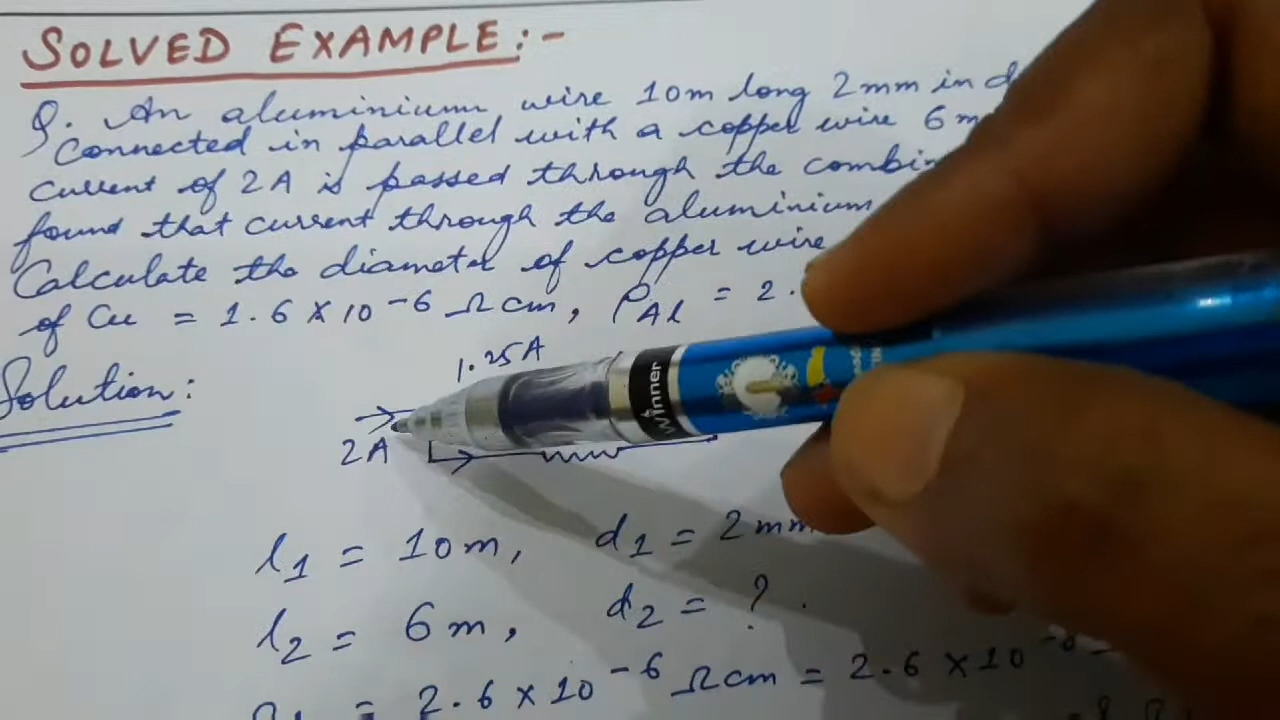 SOLVED EXAMPLE:-
Q. An aluminium wire 10m long 2mm in
Connected in parallel with a copper wire 6m
current of 2A is passed through the
found that current through the aluminium
Calculate the diameter of copper wire
of Cu = 1.6 × 10⁻⁶ Ω cm, ρAl = 2.
Solution:
1.25A
2A
Winner
l1 = 10m, d1 = 2mm
l2 = 6m, d2 = ?
= 2.6 × 10⁻⁶ Ω cm = 2.6 × 10